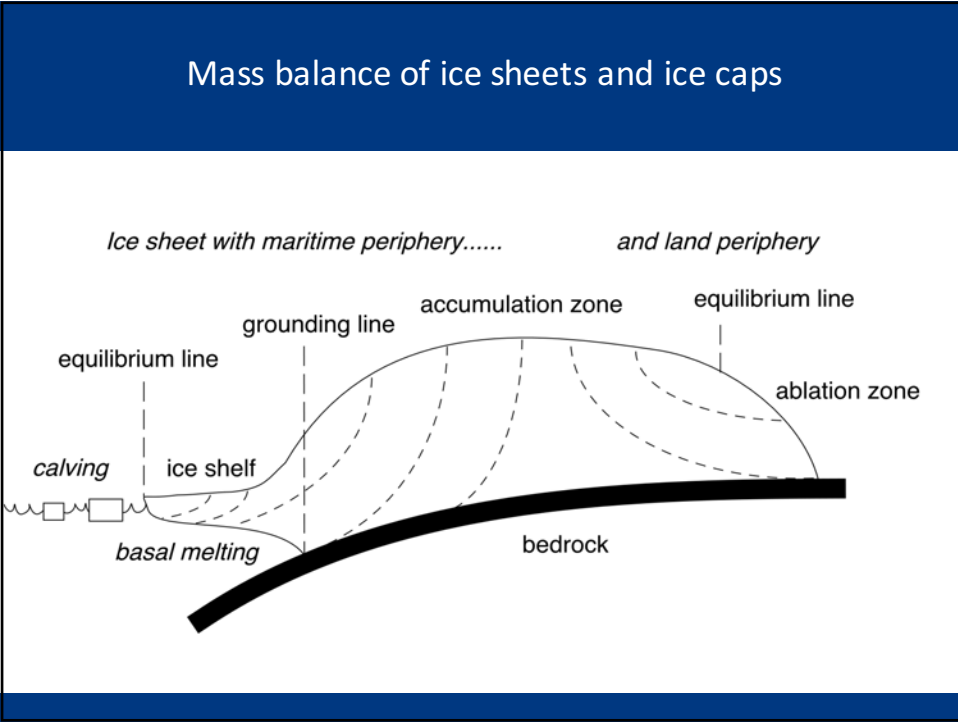 Mass balance of ice sheets and ice caps
Ice sheet with maritime periphery......
and land periphery
accumulation zone
equilibrium line
grounding line
equilibrium line
ablation zone
calving
ice shelf
basal melting
bedrock